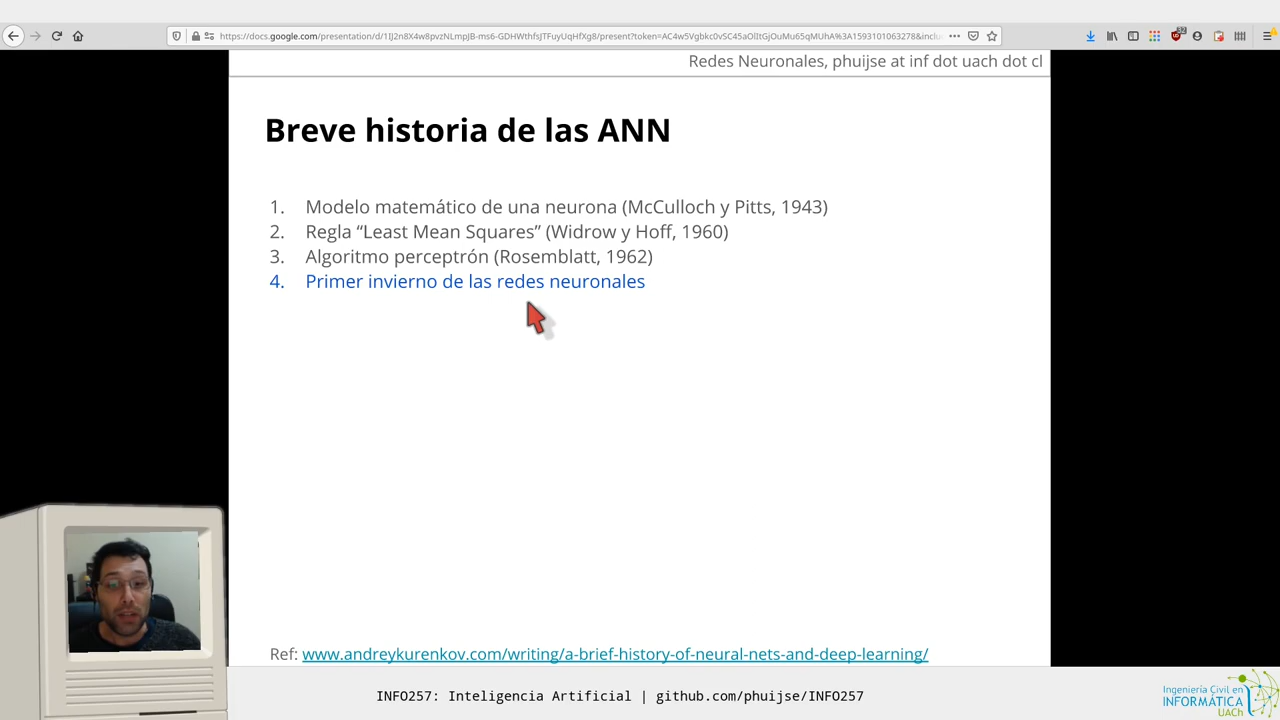 Redes Neuronales, phuijse at inf dot uach dot cl
Breve historia de las ANN
1. Modelo matemático de una neurona (McCulloch y Pitts, 1943)
2. Regla “Least Mean Squares” (Widrow y Hoff, 1960)
3. Algoritmo perceptrón (Rosemblatt, 1962)
4. Primer invierno de las redes neuronales
Ref: www.andreykurenkov.com/writing/a-brief-history-of-neural-nets-and-deep-learning/
INFO257: Inteligencia Artificial | github.com/phuijse/INFO257
Ingeniería Civil en
INFORMÁTICA
UACh